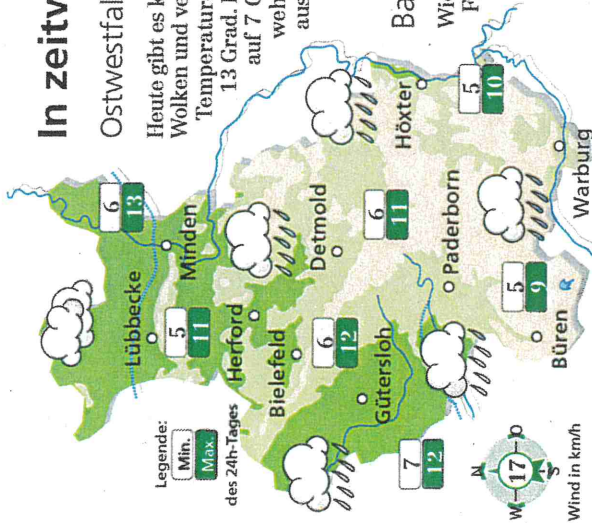 In zeitv
Ostwestfal
Heute gibt es k
Wolken und ve
Temperatur
13 Grad.
auf 7
weh
aus
Ba
Wie
F
Legende:
Min.
Max.
des 24h-Tages
6
13
Lübbecke
Minden
5
11
Herford
Bielefeld
6
12
Detmold
6
11
Höxter
5
10
Gütersloh
7
12
Paderborn
5
9
Büren
Warburg
N
W 17 O
S
Wind in km/h